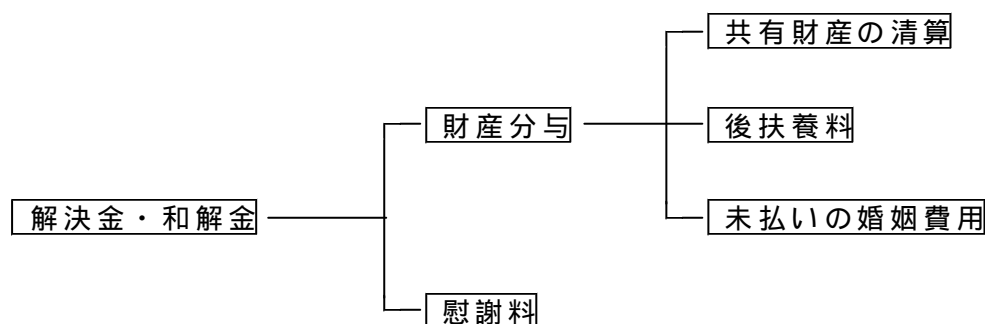 共有財産の清算
財産分与
後扶養料
解決金・和解金
未払いの婚姻費用
慰謝料